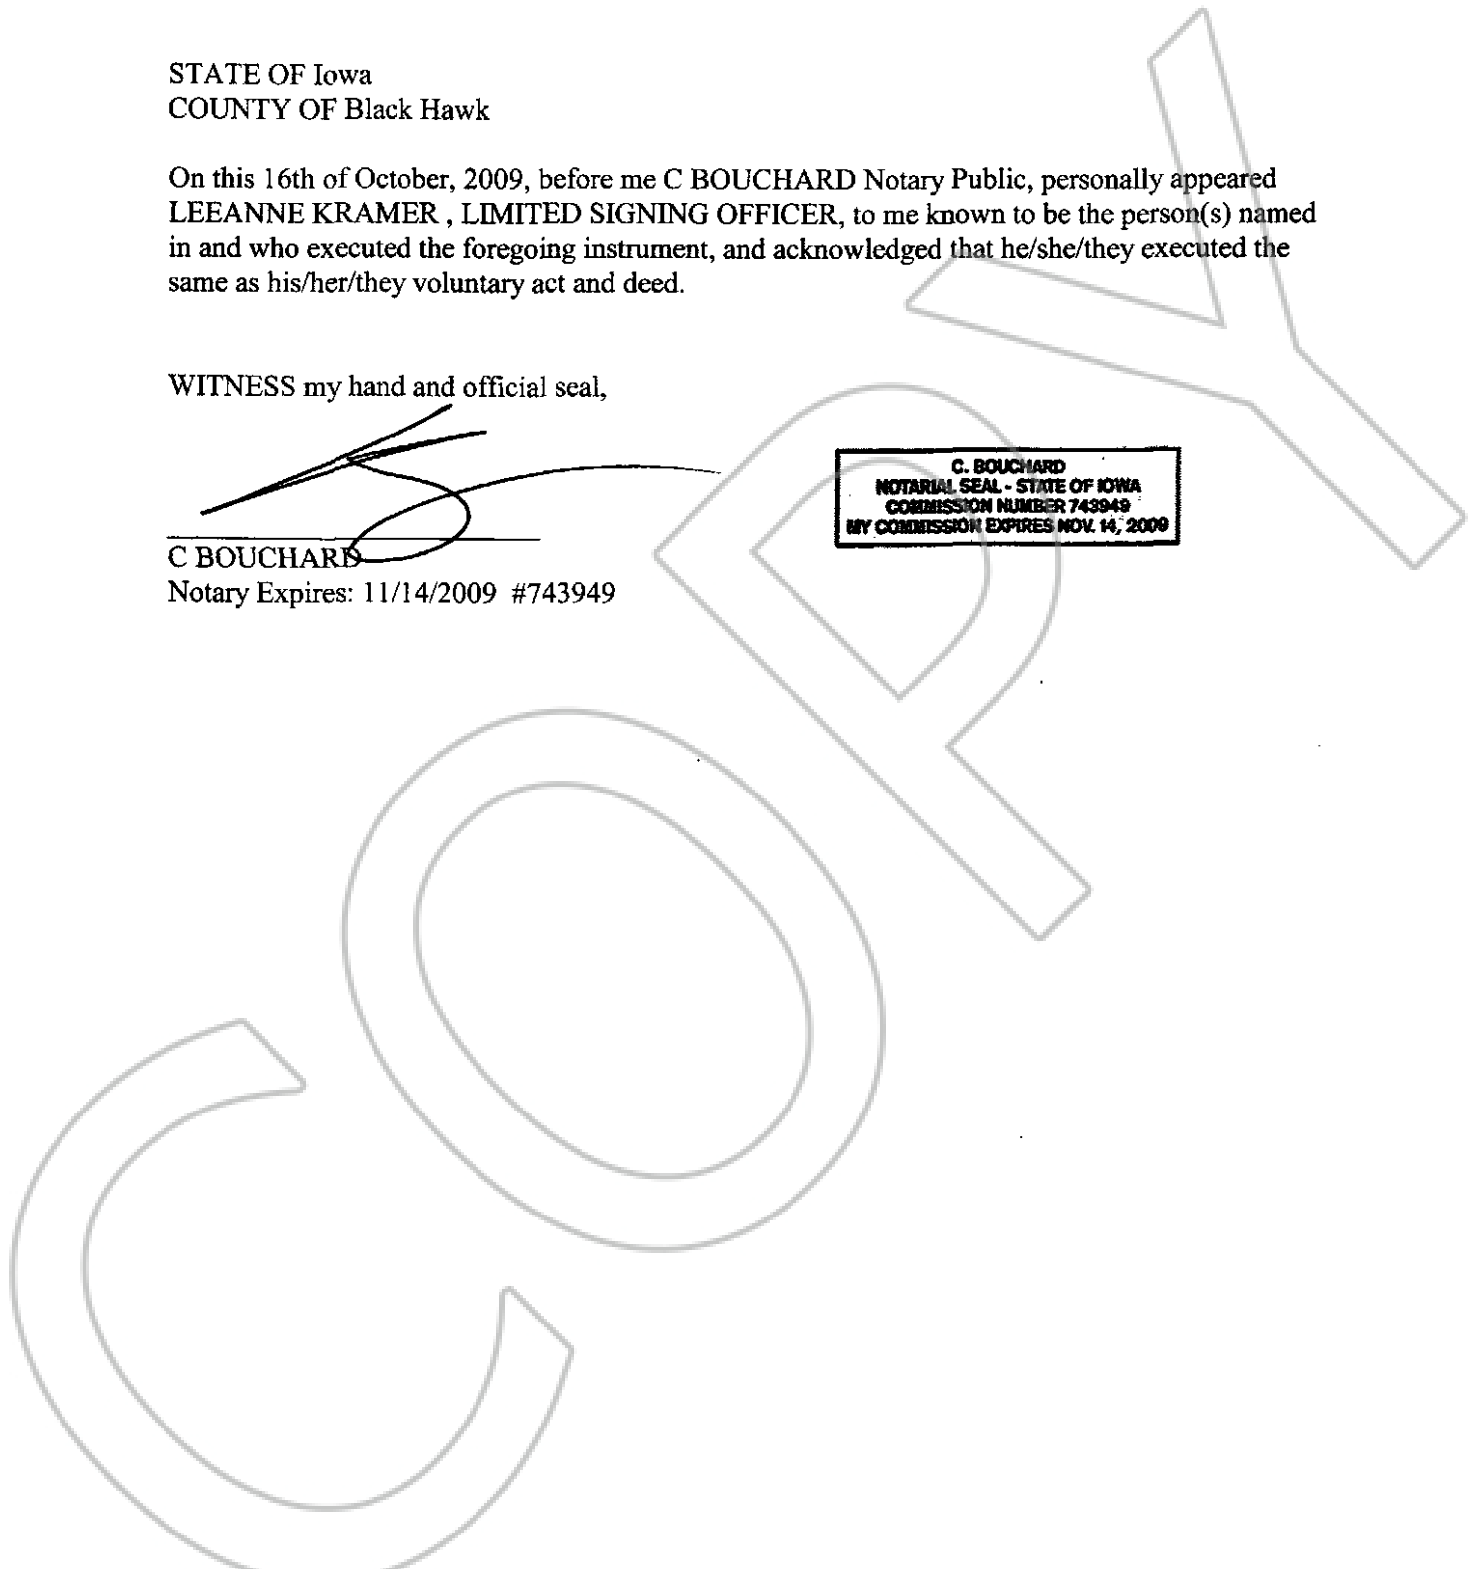 STATE OF Iowa
COUNTY OF Black Hawk
On this 16th of October, 2009, before me C BOUCHARD Notary Public, personally appeared
LEEANNE KRAMER , LIMITED SIGNING OFFICER, to me known to be the person(s) named
in and who executed the foregoing instrument, and acknowledged that he/she/they executed the
same as his/her/they voluntary act and deed.
WITNESS my hand and official seal,
C. BOUCHARD
NOTARIAL SEAL - STATE OF IOWA
COMMISSION NUMBER 743949
MY COMMISSION EXPIRES NOV. 14, 2009
C BOUCHARD
Notary Expires: 11/14/2009 #743949
COPY